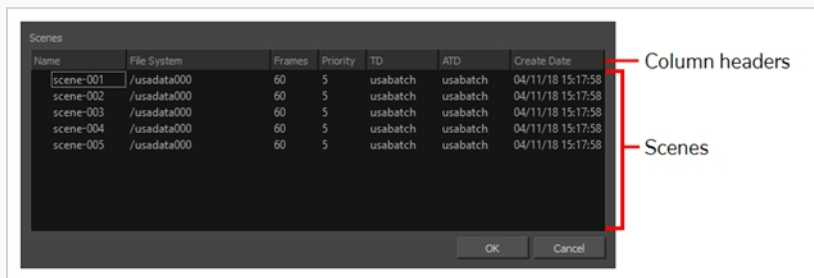 Scenes
Name File System Frames Priority TD ATD Create Date
scene-001 /usadata000 60 5 usabatch usabatch 04/11/18 15:17:58
scene-002 /usadata000 60 5 usabatch usabatch 04/11/18 15:17:58
scene-003 /usadata000 60 5 usabatch usabatch 04/11/18 15:17:58
scene-004 /usadata000 60 5 usabatch usabatch 04/11/18 15:17:58
scene-005 /usadata000 60 5 usabatch usabatch 04/11/18 15:17:58
OK Cancel
Column headers
Scenes